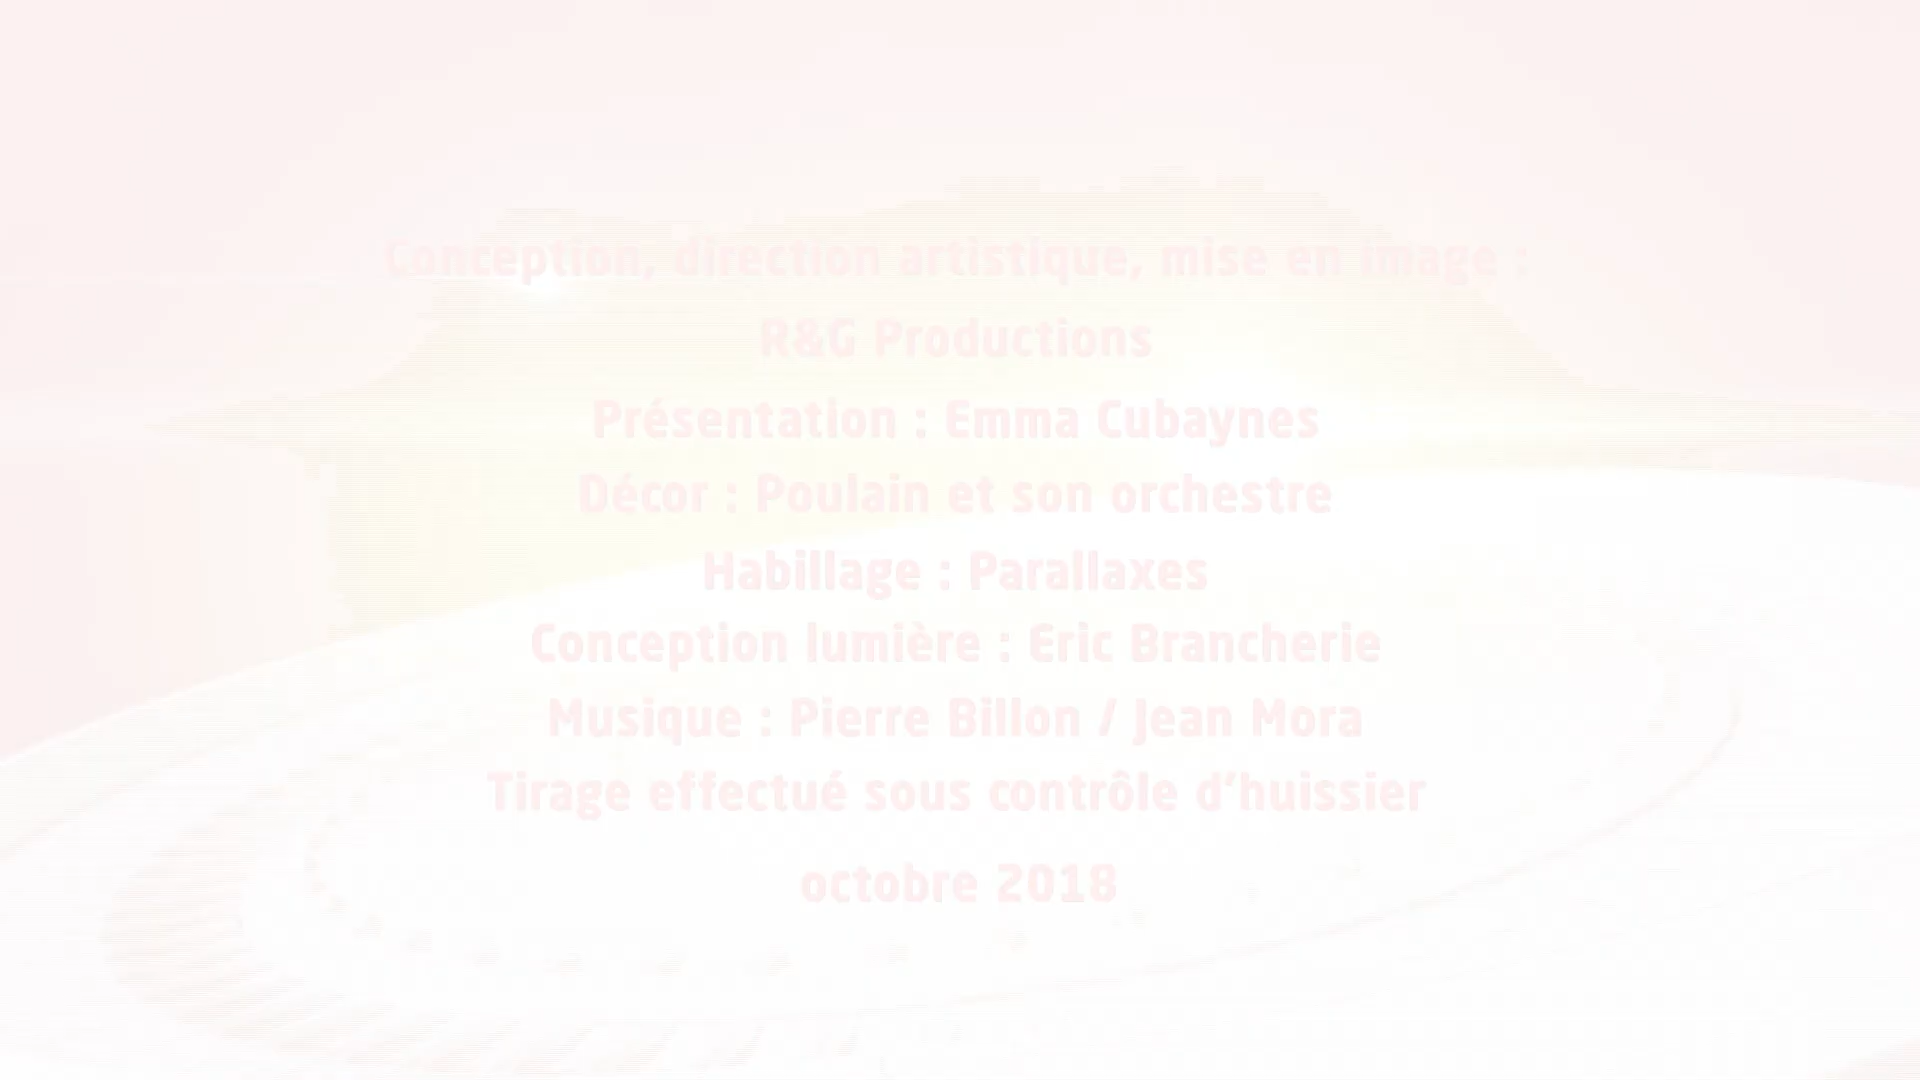 Conception, direction artistique, mise en image :
R&G Productions
Présentation : Emma Cubaynes
Décor : Poulain et son orchestre
Habillage : Parallaxes
Conception lumière : Eric Brancherie
Musique : Pierre Billon / Jean Mora
Tirage effectué sous contrôle d'huissier
octobre 2018